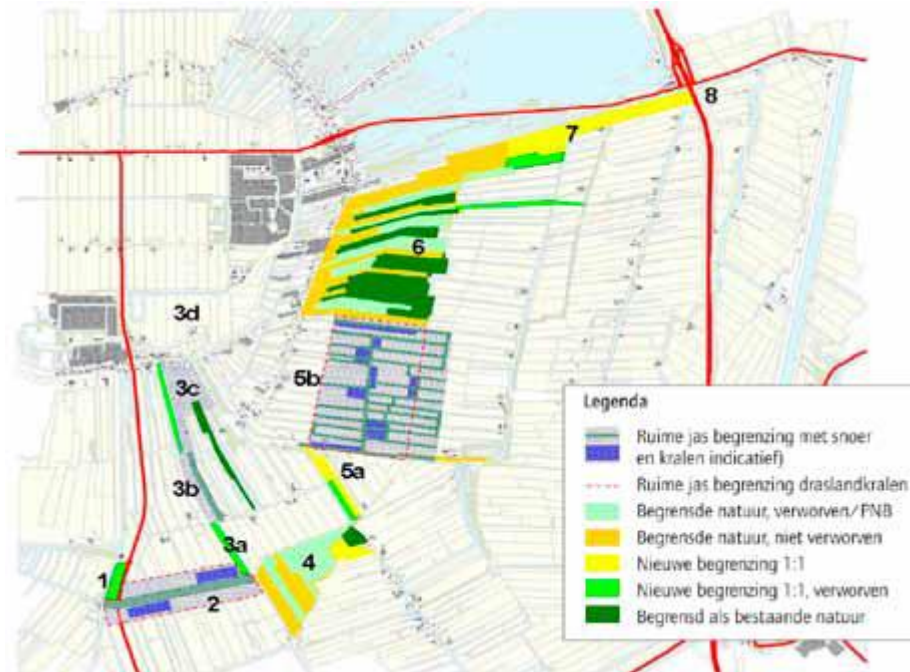 8
7
6
3d
5b
3c
5a
3b
3a
4
1
2
Legenda
Ruime jas begrenzing met snoer
en kralen indicatief)
Ruime jas begrenzing draslandkralen
Begrensde natuur, verworven/PNB
Begrensde natuur, niet verworven
Nieuwe begrenzing 1:1
Nieuwe begrenzing 1:1, verworven
Begrensd als bestaande natuur